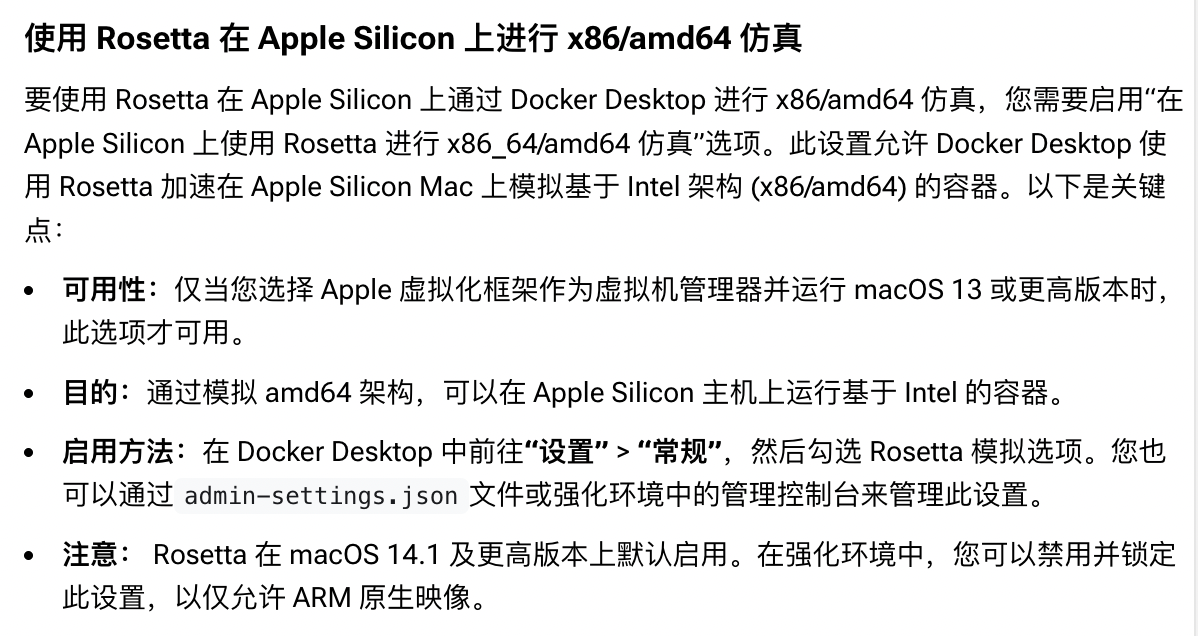 使用 Rosetta 在 Apple Silicon 上进行 x86/amd64 仿真
要使用 Rosetta 在 Apple Silicon 上通过 Docker Desktop 进行 x86/amd64 仿真，您需要启用“在
Apple Silicon 上使用 Rosetta 进行 x86_64/amd64 仿真”选项。此设置允许 Docker Desktop 使
用 Rosetta 加速在 Apple Silicon Mac 上模拟基于 Intel 架构 (x86/amd64) 的容器。以下是关键
点：
• 可用性：仅当您选择 Apple 虚拟化框架作为虚拟机管理器并运行 macOS 13 或更高版本时，
此选项才可用。
• 目的：通过模拟 amd64 架构，可以在 Apple Silicon 主机上运行基于 Intel 的容器。
• 启用方法：在 Docker Desktop 中前往“设置” > “常规”，然后勾选 Rosetta 模拟选项。您也
可以通过 admin-settings.json 文件或强化环境中的管理控制台来管理此设置。
• 注意： Rosetta 在 macOS 14.1 及更高版本上默认启用。在强化环境中，您可以禁用并锁定
此设置，以仅允许 ARM 原生映像。